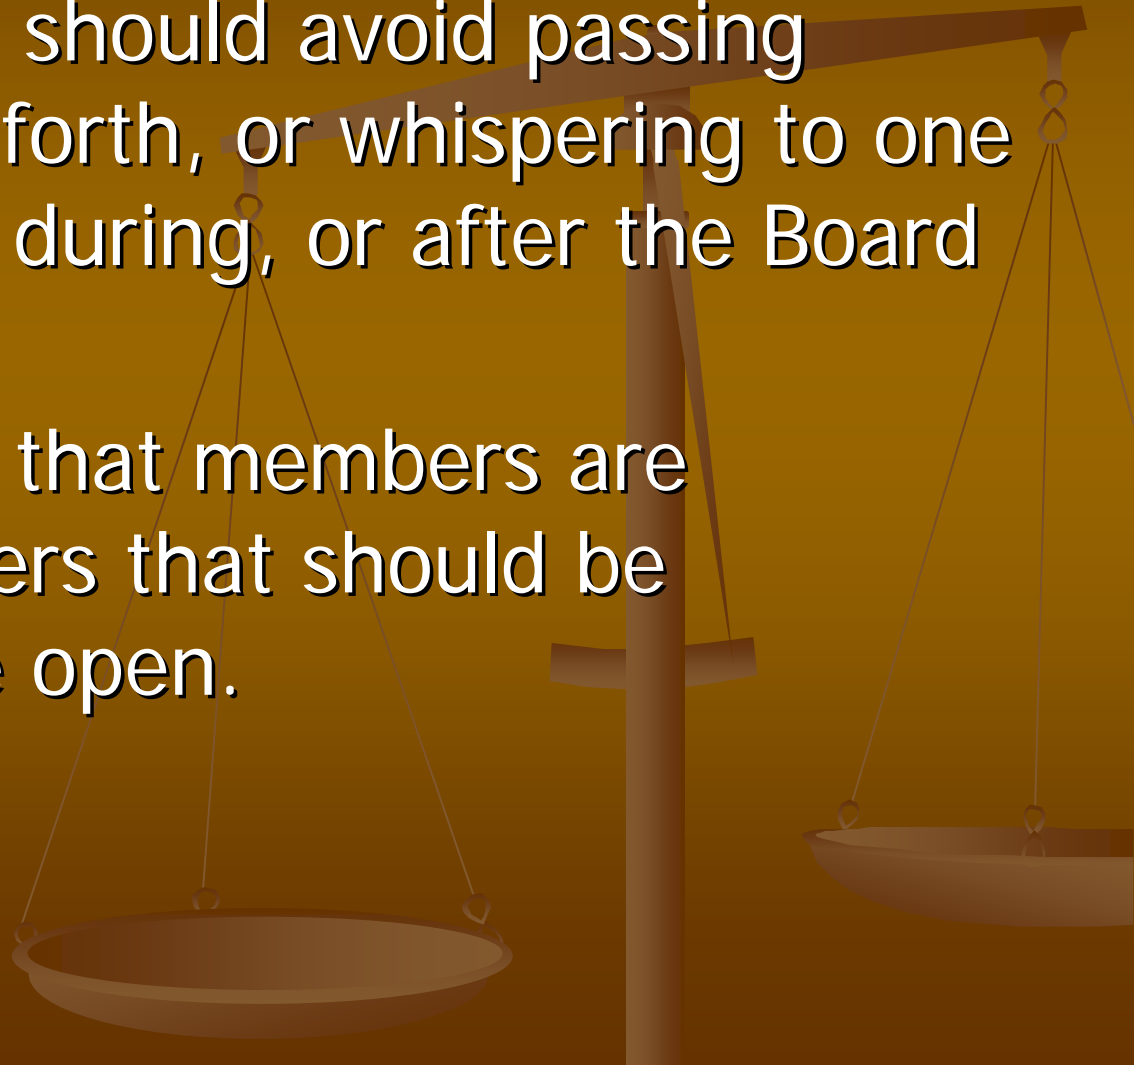 should avoid passing
forth, or whispering to one
during, or after the Board
that members are
ers that should be
open.